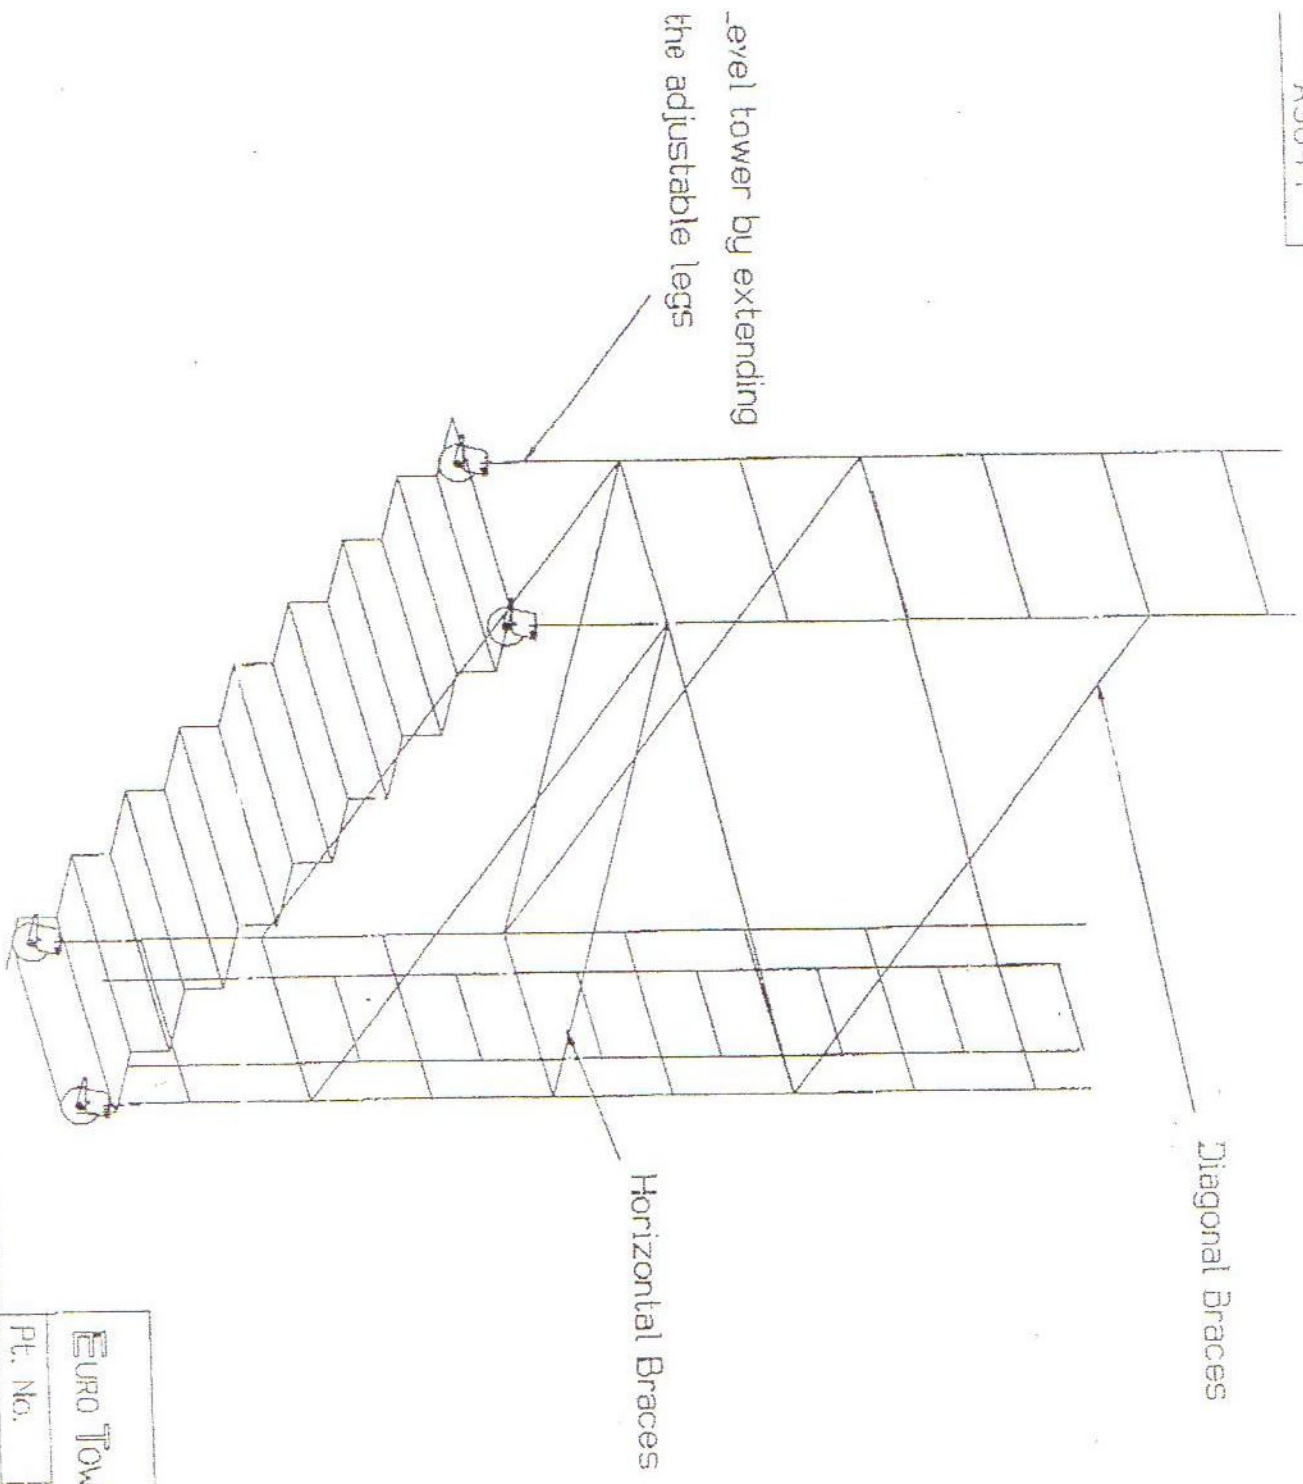 evel tower by extending
the adjustable legs
Diagonal Braces
Horizontal Braces
EURO TOW
Pt. No.